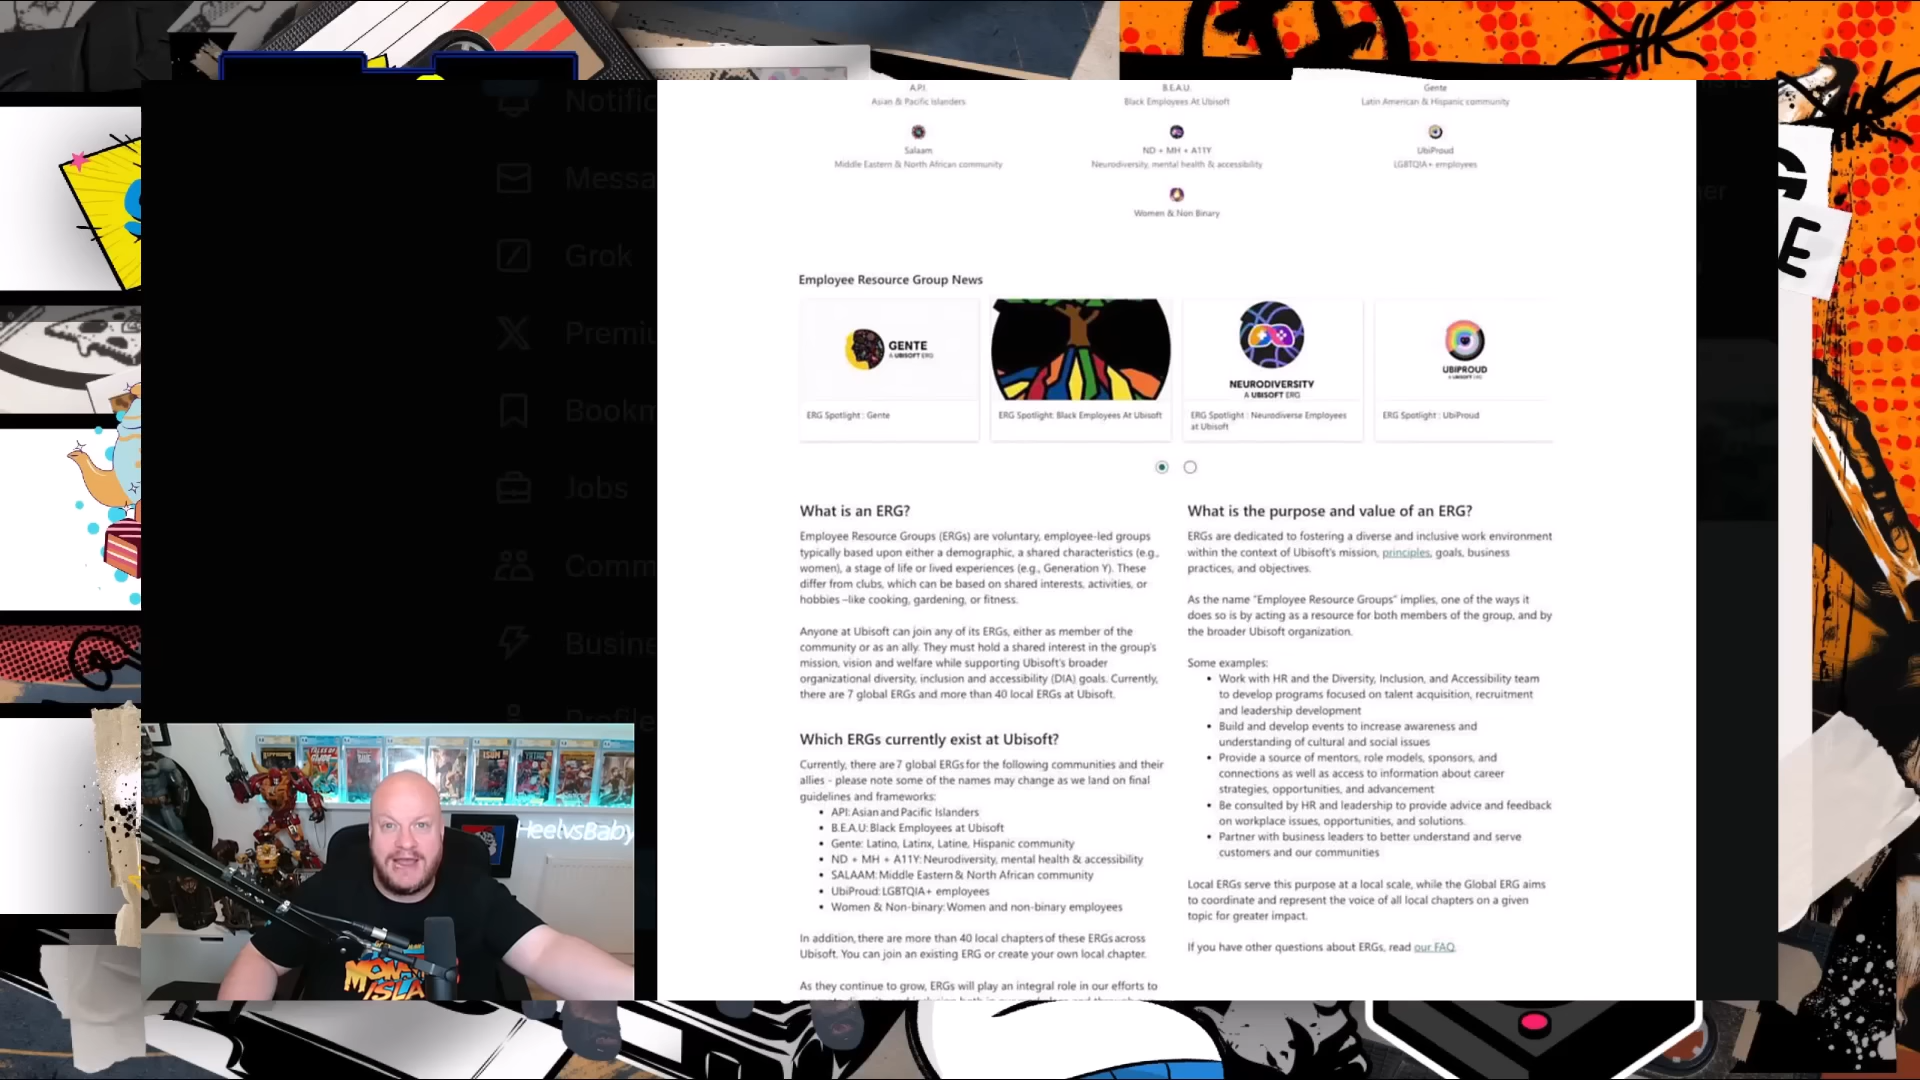 Notific
Messa
Grok
Premiu
Bookm
Jobs
Comm
Busine
Profile
A.P.I.
Asian & Pacific Islanders
B.E.A.U.
Black Employees At Ubisoft
Gente
Latin American & Hispanic community
Salaam
Middle Eastern & North African community
ND + MH + A11Y
Neurodiversity, mental health & accessibility
UbiProud
LGBTQIA+ employees
Women & Non Binary
Employee Resource Group News
GENTE
A UBISOFT ERG
NEURODIVERSITY
A UBISOFT ERG
UBIPROUD
A UBISOFT ERG
ERG Spotlight : Gente
ERG Spotlight: Black Employees At Ubisoft
ERG Spotlight : Neurodiverse Employees
at Ubisoft
ERG Spotlight : UbiProud
What is an ERG?
Employee Resource Groups (ERGs) are voluntary, employee-led groups
typically based upon either a demographic, a shared characteristics (e.g.,
women), a stage of life or lived experiences (e.g., Generation Y). These
differ from clubs, which can be based on shared interests, activities, or
hobbies –like cooking, gardening, or fitness.
Anyone at Ubisoft can join any of its ERGs, either as member of the
community or as an ally. They must hold a shared interest in the group's
mission, vision and welfare while supporting Ubisoft's broader
organizational diversity, inclusion and accessibility (DIA) goals. Currently,
there are 7 global ERGs and more than 40 local ERGs at Ubisoft.
Which ERGs currently exist at Ubisoft?
Currently, there are 7 global ERGs for the following communities and their
allies - please note some of the names may change as we land on final
guidelines and frameworks:
• API: Asian and Pacific Islanders
• B.E.A.U: Black Employees at Ubisoft
• Gente: Latino, Latinx, Latine, Hispanic community
• ND + MH + A11Y: Neurodiversity, mental health & accessibility
• SALAAM: Middle Eastern & North African community
• UbiProud: LGBTQIA+ employees
• Women & Non-binary: Women and non-binary employees
In addition, there are more than 40 local chapters of these ERGs across
Ubisoft. You can join an existing ERG or create your own local chapter.
As they continue to grow, ERGs will play an integral role in our efforts to
What is the purpose and value of an ERG?
ERGs are dedicated to fostering a diverse and inclusive work environment
within the context of Ubisoft's mission, principles, goals, business
practices, and objectives.
As the name "Employee Resource Groups" implies, one of the ways it
does so is by acting as a resource for both members of the group, and by
the broader Ubisoft organization.
Some examples:
• Work with HR and the Diversity, Inclusion, and Accessibility team
to develop programs focused on talent acquisition, recruitment
and leadership development
• Build and develop events to increase awareness and
understanding of cultural and social issues
• Provide a source of mentors, role models, sponsors, and
connections as well as access to information about career
strategies, opportunities, and advancement
• Be consulted by HR and leadership to provide advice and feedback
on workplace issues, opportunities, and solutions.
• Partner with business leaders to better understand and serve
customers and our communities
Local ERGs serve this purpose at a local scale, while the Global ERG aims
to coordinate and represent the voice of all local chapters on a given
topic for greater impact.
If you have other questions about ERGs, read our FAQ.
HeelvsBaby